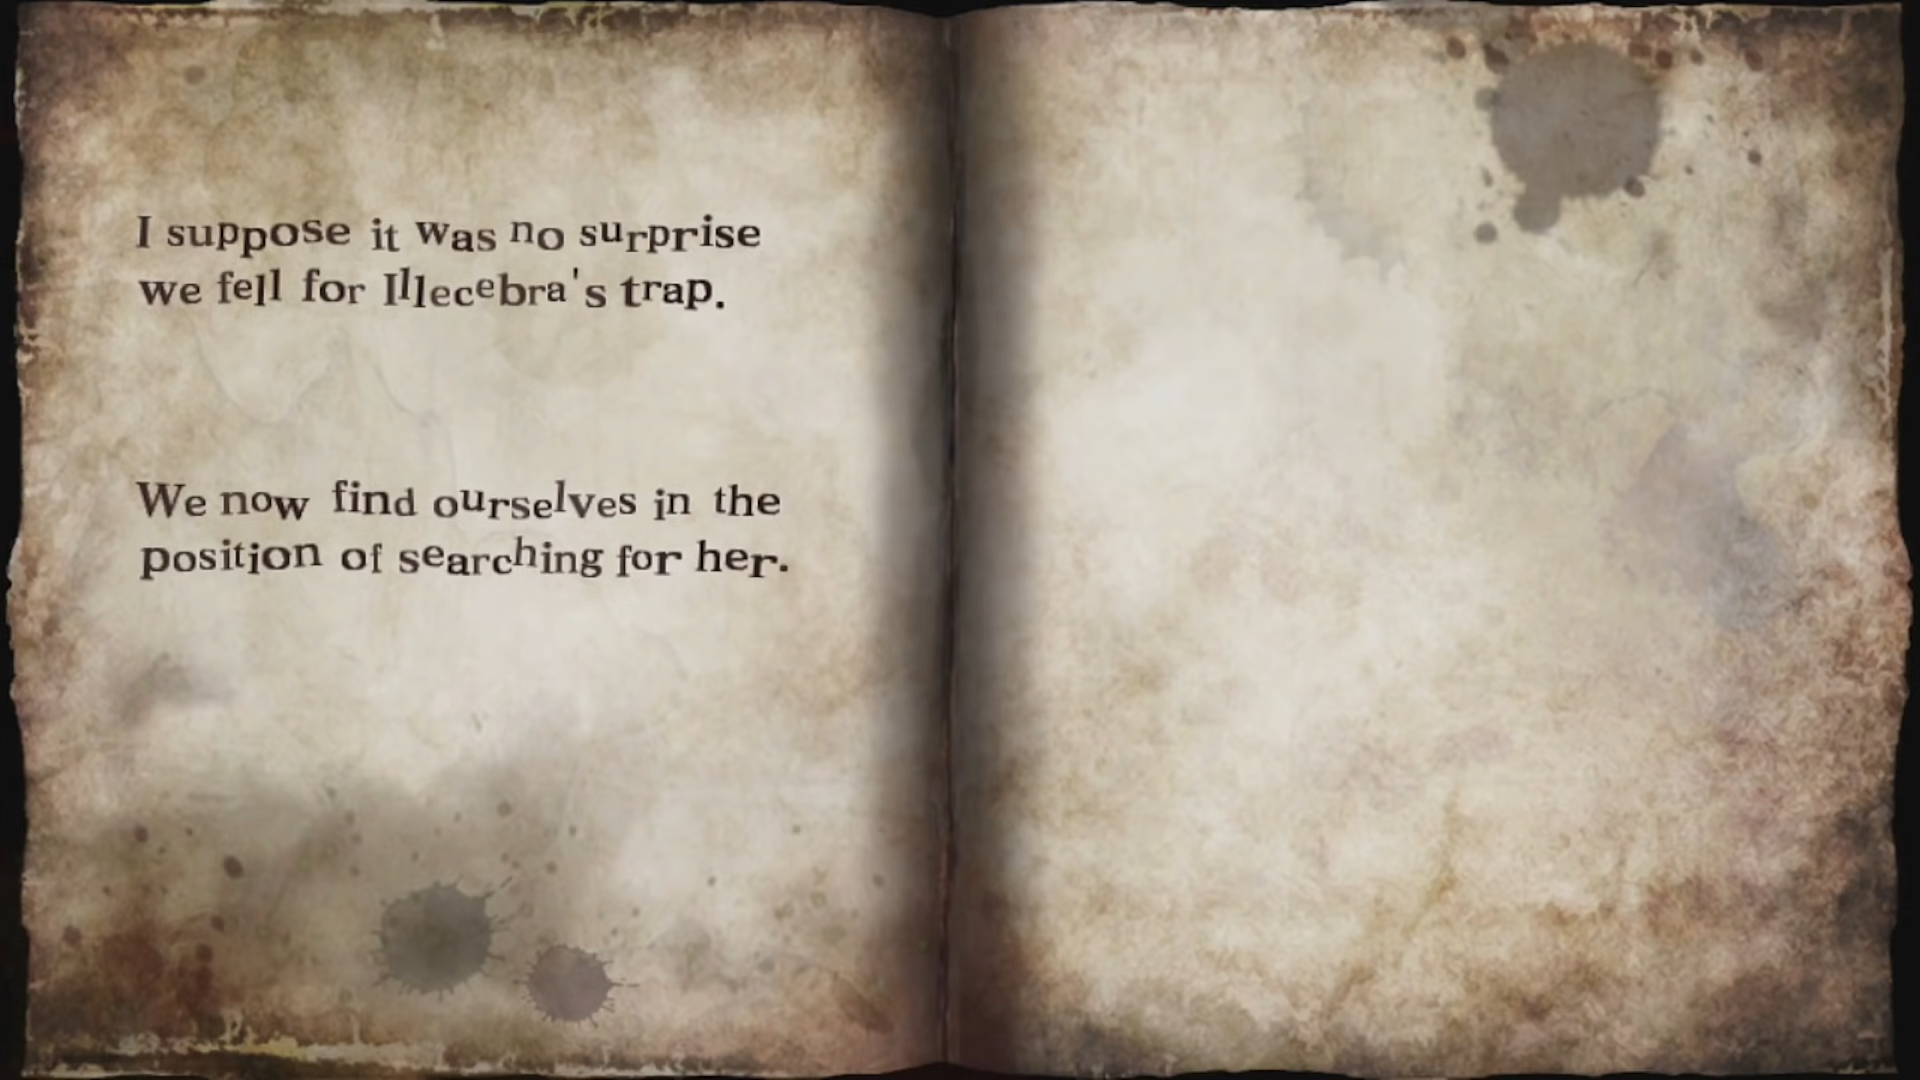 I suppose it was no surprise
we fell for Illecebra's trap.
We now find ourselves in the
position of searching for her.